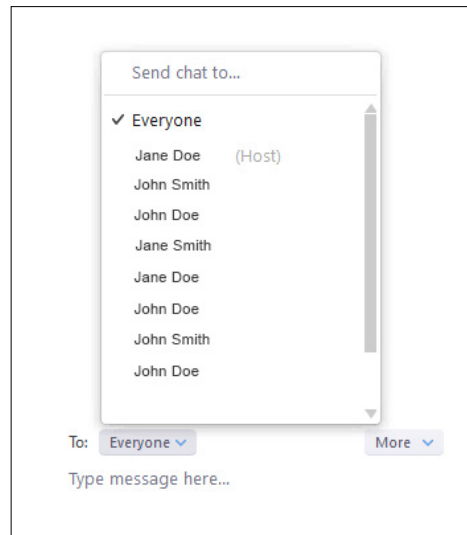 Send chat to...
Everyone
Jane Doe (Host)
John Smith
John Doe
Jane Smith
Jane Doe
John Doe
John Smith
John Doe
To: Everyone More
Type message here...